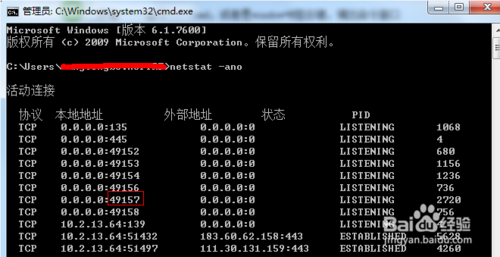 管理员: C:\Windows\system32\cmd.exe
Microsoft Windows [版本 6.1.7600]
版权所有 (c) 2009 Microsoft Corporation。保留所有权利。
C:\Users\ >netstat -ano
活动连接
协议 本地地址 外部地址 状态 PID
TCP 0.0.0.0:135 0.0.0.0:0 LISTENING 1068
TCP 0.0.0.0:445 0.0.0.0:0 LISTENING 4
TCP 0.0.0.0:49152 0.0.0.0:0 LISTENING 680
TCP 0.0.0.0:49153 0.0.0.0:0 LISTENING 1156
TCP 0.0.0.0:49154 0.0.0.0:0 LISTENING 1236
TCP 0.0.0.0:49156 0.0.0.0:0 LISTENING 736
TCP 0.0.0.0:49157 0.0.0.0:0 LISTENING 2720
TCP 0.0.0.0:49158 0.0.0.0:0 LISTENING 756
TCP 10.2.13.64:139 0.0.0.0:0 LISTENING
TCP 10.2.13.64:51432 183.60.62.158:443 ESTABLISHED 5628
TCP 10.2.13.64:51497 111.30.131.159:443 ESTABLISHED 4260
Baidu 经验
jingyan.baidu.com